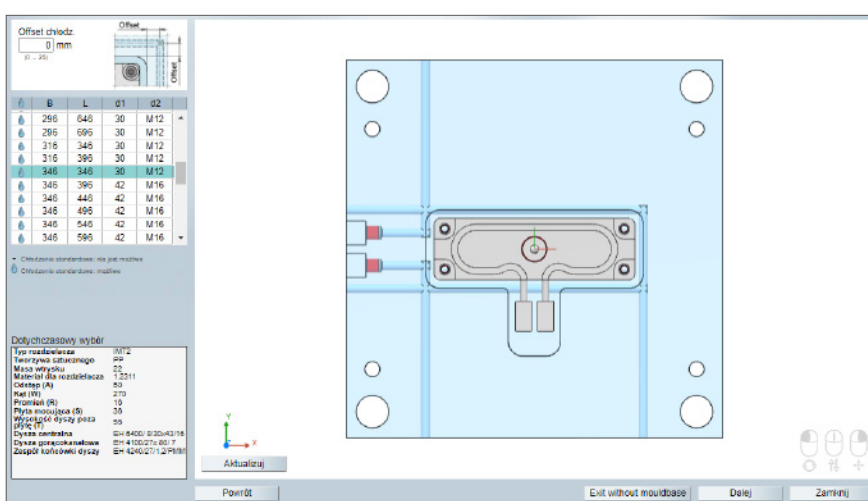 Offset chłodz.
0 mm
(0 .. 25)
Offset
Offset
B L d1 d2
296 646 30 M12
296 696 30 M12
316 346 30 M12
316 396 30 M12
346 346 30 M12
346 396 42 M16
346 446 42 M16
346 496 42 M16
346 546 42 M16
346 596 42 M16
- Chłodzenie standardowe: nie jest możliwe
Chłodzenie standardowe: możliwe
Dotychczasowy wybór
Typ rozdzielacza IMT2
Tworzywa sztucznego PP
Masa wtrysku 22
Materiał dla rozdzielacza 1.2311
Odstęp (A) 80
Kąt (W) 270
Promień (R) 16
Płyta mocująca (S) 36
Wysokość dyszy poza
płytę (T)
Dysza centralna
Dysza gorącokanałowa
Zespół końcówki dyszy
Y
X
Aktualizuj
Powrót
Exit without mouldbase
Dalej
Zamknij